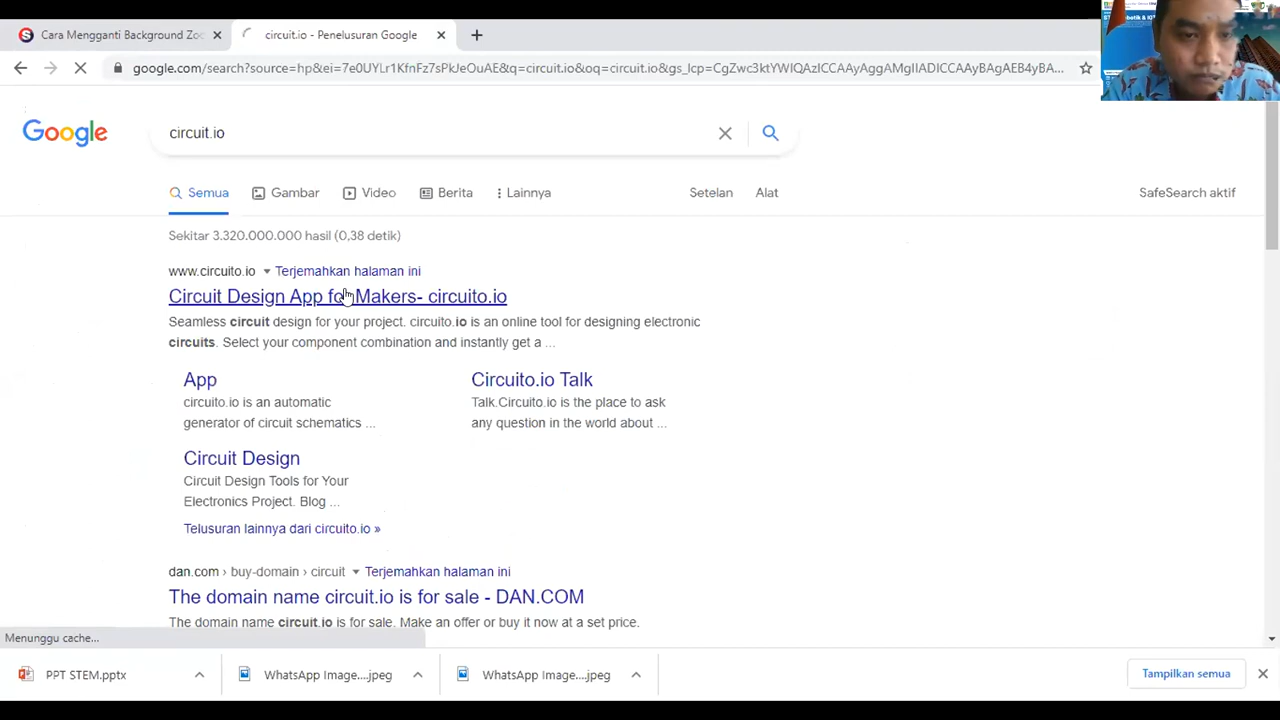 Cara Mengganti Background Zoo
circuit.io - Penelusuran Google
google.com/search?source=hp&ei=7e0UYLr1KfnFz7sPkJeOuAE&q=circuit.io&oq=circuit.io&gs_lcp=CgZwc3ktYWIQAzICCAAyAggAMgIIADICCAAyBAgAEB4yBA...
Google
circuit.io
Semua Gambar Video Berita Lainnya Setelan Alat SafeSearch aktif
Sekitar 3.320.000.000 hasil (0,38 detik)
www.circuito.io Terjemahkan halaman ini
Circuit Design App for Makers- circuito.io
Seamless circuit design for your project. circuito.io is an online tool for designing electronic
circuits. Select your component combination and instantly get a ...
App
circuito.io is an automatic
generator of circuit schematics ...
Circuito.io Talk
Talk.Circuito.io is the place to ask
any question in the world about ...
Circuit Design
Circuit Design Tools for Your
Electronics Project. Blog ...
Telusuran lainnya dari circuito.io »
dan.com › buy-domain › circuit Terjemahkan halaman ini
The domain name circuit.io is for sale - DAN.COM
The domain name circuit.io is for sale. Make an offer or buy it now at a set price.
Menunggu cache...
PPT STEM.pptx WhatsApp Image....jpeg WhatsApp Image....jpeg Tampilkan semua